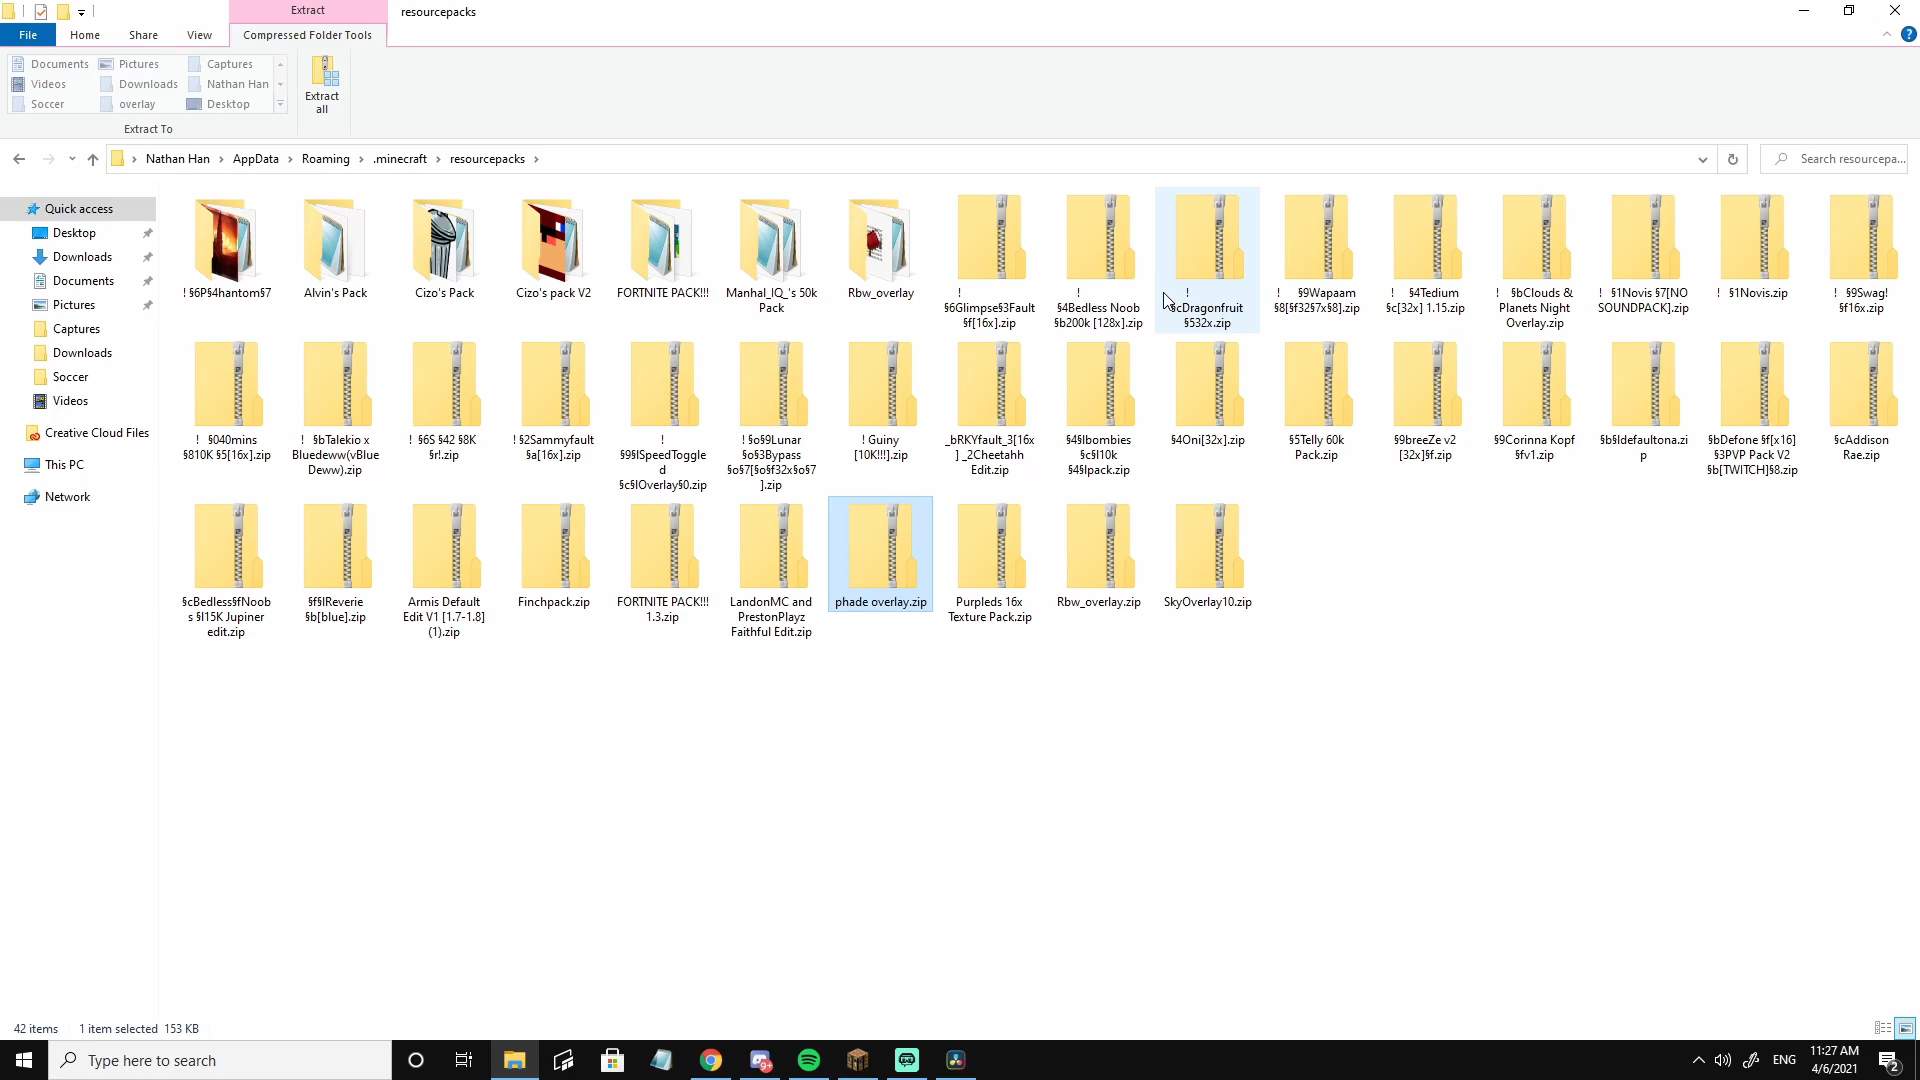 Extract
resourcepacks
File
Home
Share
View
Compressed Folder Tools
Documents
Pictures
Captures
Videos
Downloads
Nathan Han
Soccer
overlay
Desktop
Extract
all
Extract To
Nathan Han
AppData
Roaming
.minecraft
resourcepacks
Search resourcepa...
Quick access
Desktop
Downloads
Documents
Pictures
Captures
Downloads
Soccer
Videos
Creative Cloud Files
This PC
Network
! §6P§4hantom§7
Alvin's Pack
Cizo's Pack
Cizo's pack V2
FORTNITE PACK!!!
Manhal_IQ_'s 50k
Pack
Rbw_overlay
!
§6Glimpse§3Fault
§f[16x].zip
!
§4Bedless Noob
§b200k [128x].zip
!
§cDragonfruit
§532x.zip
! §9Wapaam
§8[§f32§7x§8].zip
! §4Tedium
§c[32x] 1.15.zip
! §bClouds &
Planets Night
Overlay.zip
! §1Novis §7[NO
SOUNDPACK].zip
! §1Novis.zip
! §9Swag!
§f16x.zip
! §040mins
§810K §5[16x].zip
! §bTalekio x
Bluedeww(vBlue
Deww).zip
! §6S §42 §8K
§r!.zip
! §2Sammyfault
§a[16x].zip
!
§9§lSpeedToggle
d
§c§lOverlay§0.zip
! §o§9Lunar
§o§3Bypass
§o§7[§o§f32x§o§7
].zip
! Guiny
[10K!!!].zip
_bRKYfault_3[16x
] _2Cheetahh
Edit.zip
§4§lbombies
§c§l10k
§4§lpack.zip
§4Oni[32x].zip
§5Telly 60k
Pack.zip
§9breeZe v2
[32x]§f.zip
§9Corinna Kopf
§fv1.zip
§b§ldefaultona.zi
p
§bDefone §f[x16]
§3PVP Pack V2
§b[TWITCH]§8.zip
§cAddison
Rae.zip
§cBedless§fNoob
s §l15K Jupiner
edit.zip
§f§lReverie
§b[blue].zip
Armis Default
Edit V1 [1.7-1.8]
(1).zip
Finchpack.zip
FORTNITE PACK!!!
1.3.zip
LandonMC and
PrestonPlayz
Faithful Edit.zip
phade overlay.zip
Purpleds 16x
Texture Pack.zip
Rbw_overlay.zip
SkyOverlay10.zip
42 items
1 item selected 153 KB
Type here to search
9+
ENG
11:27 AM
4/6/2021
2